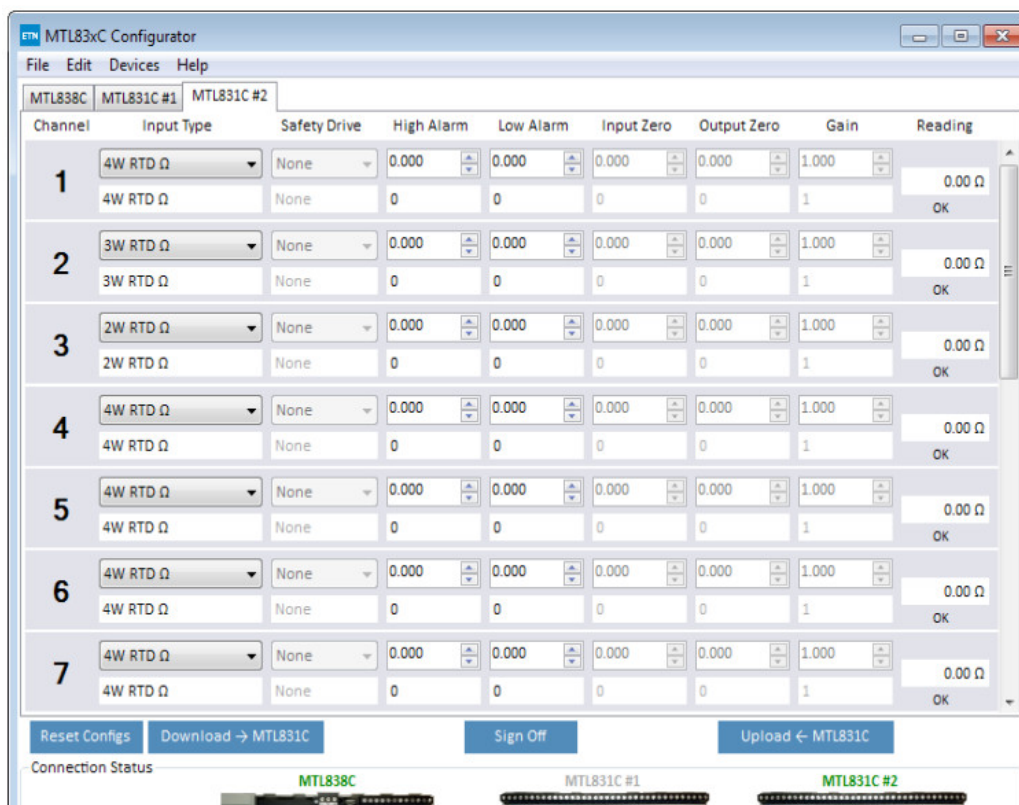 ETN MTL83xC Configurator
File Edit Devices Help
MTL838C MTL831C #1 MTL831C #2
Channel Input Type Safety Drive High Alarm Low Alarm Input Zero Output Zero Gain Reading
1 4W RTD Ω None 0.000 0.000 0.000 0.000 1.000 0.00 Ω
4W RTD Ω None 0 0 0 0 1 OK
2 3W RTD Ω None 0.000 0.000 0.000 0.000 1.000 0.00 Ω
3W RTD Ω None 0 0 0 0 1 OK
3 2W RTD Ω None 0.000 0.000 0.000 0.000 1.000 0.00 Ω
2W RTD Ω None 0 0 0 0 1 OK
4 4W RTD Ω None 0.000 0.000 0.000 0.000 1.000 0.00 Ω
4W RTD Ω None 0 0 0 0 1 OK
5 4W RTD Ω None 0.000 0.000 0.000 0.000 1.000 0.00 Ω
4W RTD Ω None 0 0 0 0 1 OK
6 4W RTD Ω None 0.000 0.000 0.000 0.000 1.000 0.00 Ω
4W RTD Ω None 0 0 0 0 1 OK
7 4W RTD Ω None 0.000 0.000 0.000 0.000 1.000 0.00 Ω
4W RTD Ω None 0 0 0 0 1 OK
Reset Configs Download → MTL831C Sign Off Upload ← MTL831C
Connection Status
MTL838C MTL831C #1 MTL831C #2